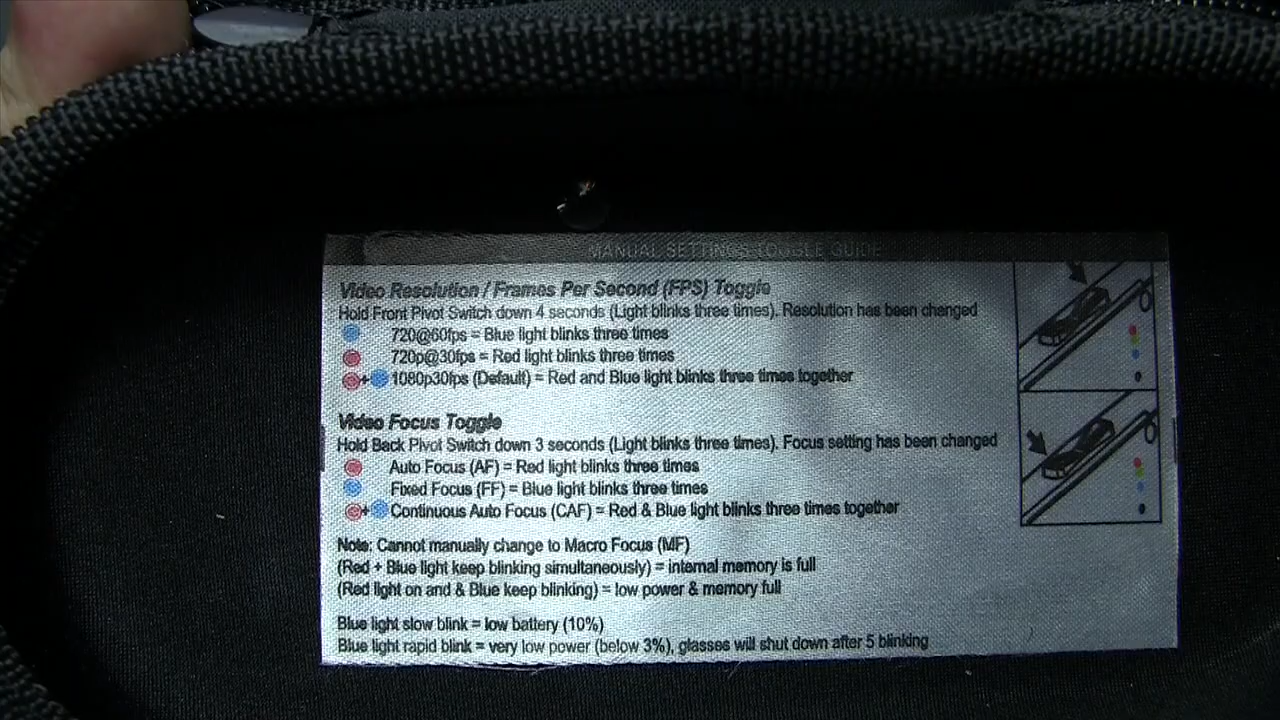 MANUAL SETTINGS TOGGLE GUIDE
Video Resolution / Frames Per Second (FPS) Toggle
Hold Front Pivot Switch down 4 seconds (Light blinks three times). Resolution has been changed
720@60fps = Blue light blinks three times
720p@30fps = Red light blinks three times
+ 1080p30fps (Default) = Red and Blue light blinks three times together
Video Focus Toggle
Hold Back Pivot Switch down 3 seconds (Light blinks three times). Focus setting has been changed
Auto Focus (AF) = Red light blinks three times
Fixed Focus (FF) = Blue light blinks three times
+ Continuous Auto Focus (CAF) = Red & Blue light blinks three times together
Note: Cannot manually change to Macro Focus (MF)
(Red + Blue light keep blinking simultaneously) = internal memory is full
(Red light on and & Blue keep blinking) = low power & memory full
Blue light slow blink = low battery (10%)
Blue light rapid blink = very low power (below 3%), glasses will shut down after 5 blinking